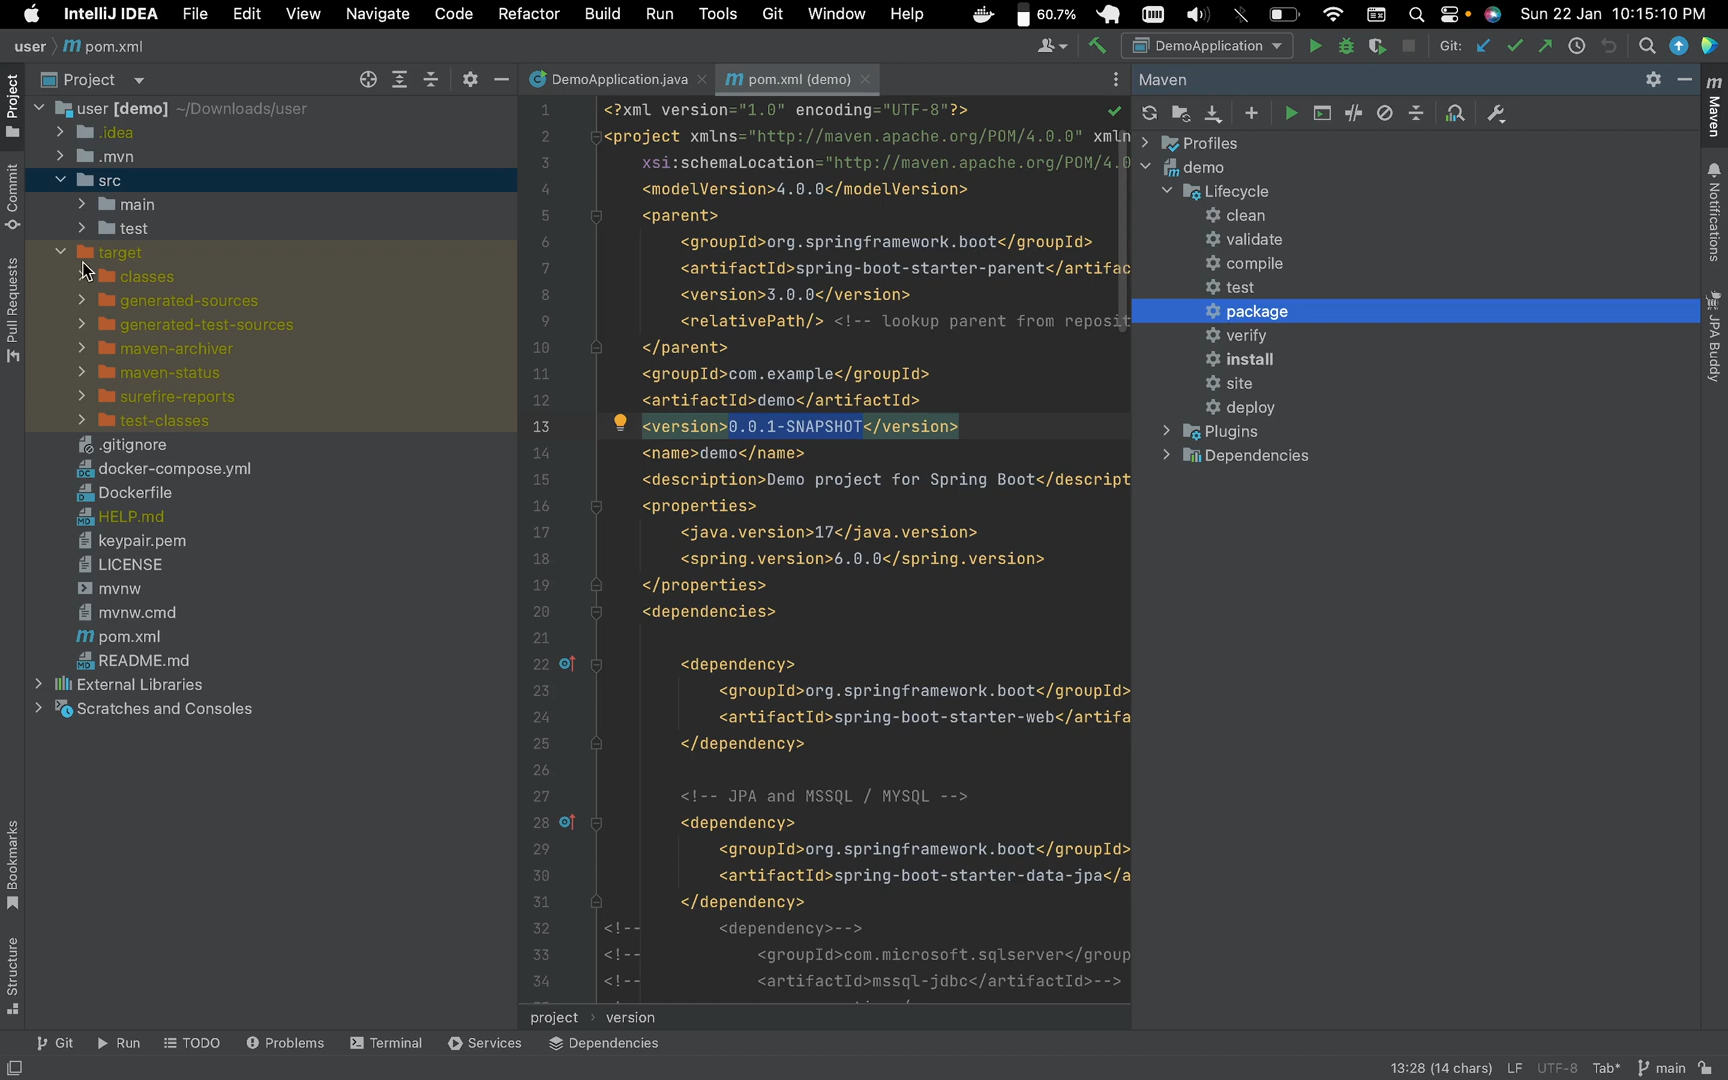 IntelliJ IDEA File Edit View Navigate Code Refactor Build Run Tools Git Window Help 60.7% Sun 22 Jan 10:15:10 PM
user pom.xml DemoApplication Git:
Project DemoApplication.java pom.xml (demo) Maven
user [demo] ~/Downloads/user
.idea
.mvn
src
main
test
target
classes
generated-sources
generated-test-sources
maven-archiver
maven-status
surefire-reports
test-classes
.gitignore
docker-compose.yml
Dockerfile
HELP.md
keypair.pem
LICENSE
mvnw
mvnw.cmd
pom.xml
README.md
External Libraries
Scratches and Consoles
Project
Commit
Pull Requests
Bookmarks
Structure
1 <?xml version="1.0" encoding="UTF-8"?>
2 <project xmlns="http://maven.apache.org/POM/4.0.0" xmln
3 xsi:schemaLocation="http://maven.apache.org/POM/4.0
4 <modelVersion>4.0.0</modelVersion>
5 <parent>
6 <groupId>org.springframework.boot</groupId>
7 <artifactId>spring-boot-starter-parent</artifac
8 <version>3.0.0</version>
9 <relativePath/> <!-- lookup parent from reposit
10 </parent>
11 <groupId>com.example</groupId>
12 <artifactId>demo</artifactId>
13 <version>0.0.1-SNAPSHOT</version>
14 <name>demo</name>
15 <description>Demo project for Spring Boot</descript
16 <properties>
17 <java.version>17</java.version>
18 <spring.version>6.0.0</spring.version>
19 </properties>
20 <dependencies>
21
22 <dependency>
23 <groupId>org.springframework.boot</groupId>
24 <artifactId>spring-boot-starter-web</artifa
25 </dependency>
26
27 <!-- JPA and MSSQL / MYSQL -->
28 <dependency>
29 <groupId>org.springframework.boot</groupId>
30 <artifactId>spring-boot-starter-data-jpa</a
31 </dependency>
32 <!-- <dependency>-->
33 <!-- <groupId>com.microsoft.sqlserver</group
34 <!-- <artifactId>mssql-jdbc</artifactId>-->
project version
Profiles
demo
Lifecycle
clean
validate
compile
test
package
verify
install
site
deploy
Plugins
Dependencies
Maven
Notifications
JPA Buddy
Git Run TODO Problems Terminal Services Dependencies
13:28 (14 chars) LF UTF-8 Tab* main